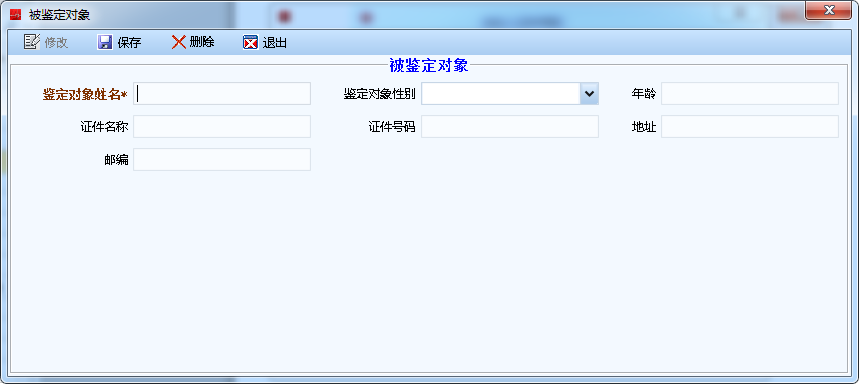 被鉴定对象
修改 保存 删除 退出
被鉴定对象
鉴定对象姓名* 鉴定对象性别 年龄
证件名称 证件号码 地址
邮编